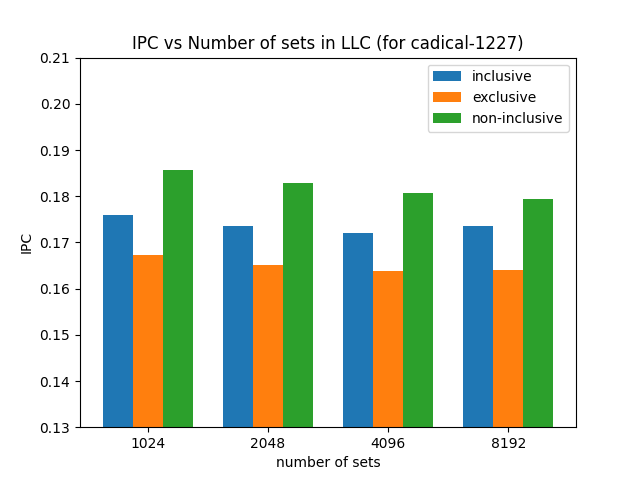 IPC vs Number of sets in LLC (for cadical-1227)
inclusive
exclusive
non-inclusive
IPC
0.21
0.20
0.19
0.18
0.17
0.16
0.15
0.14
0.13
1024 2048 4096 8192
number of sets